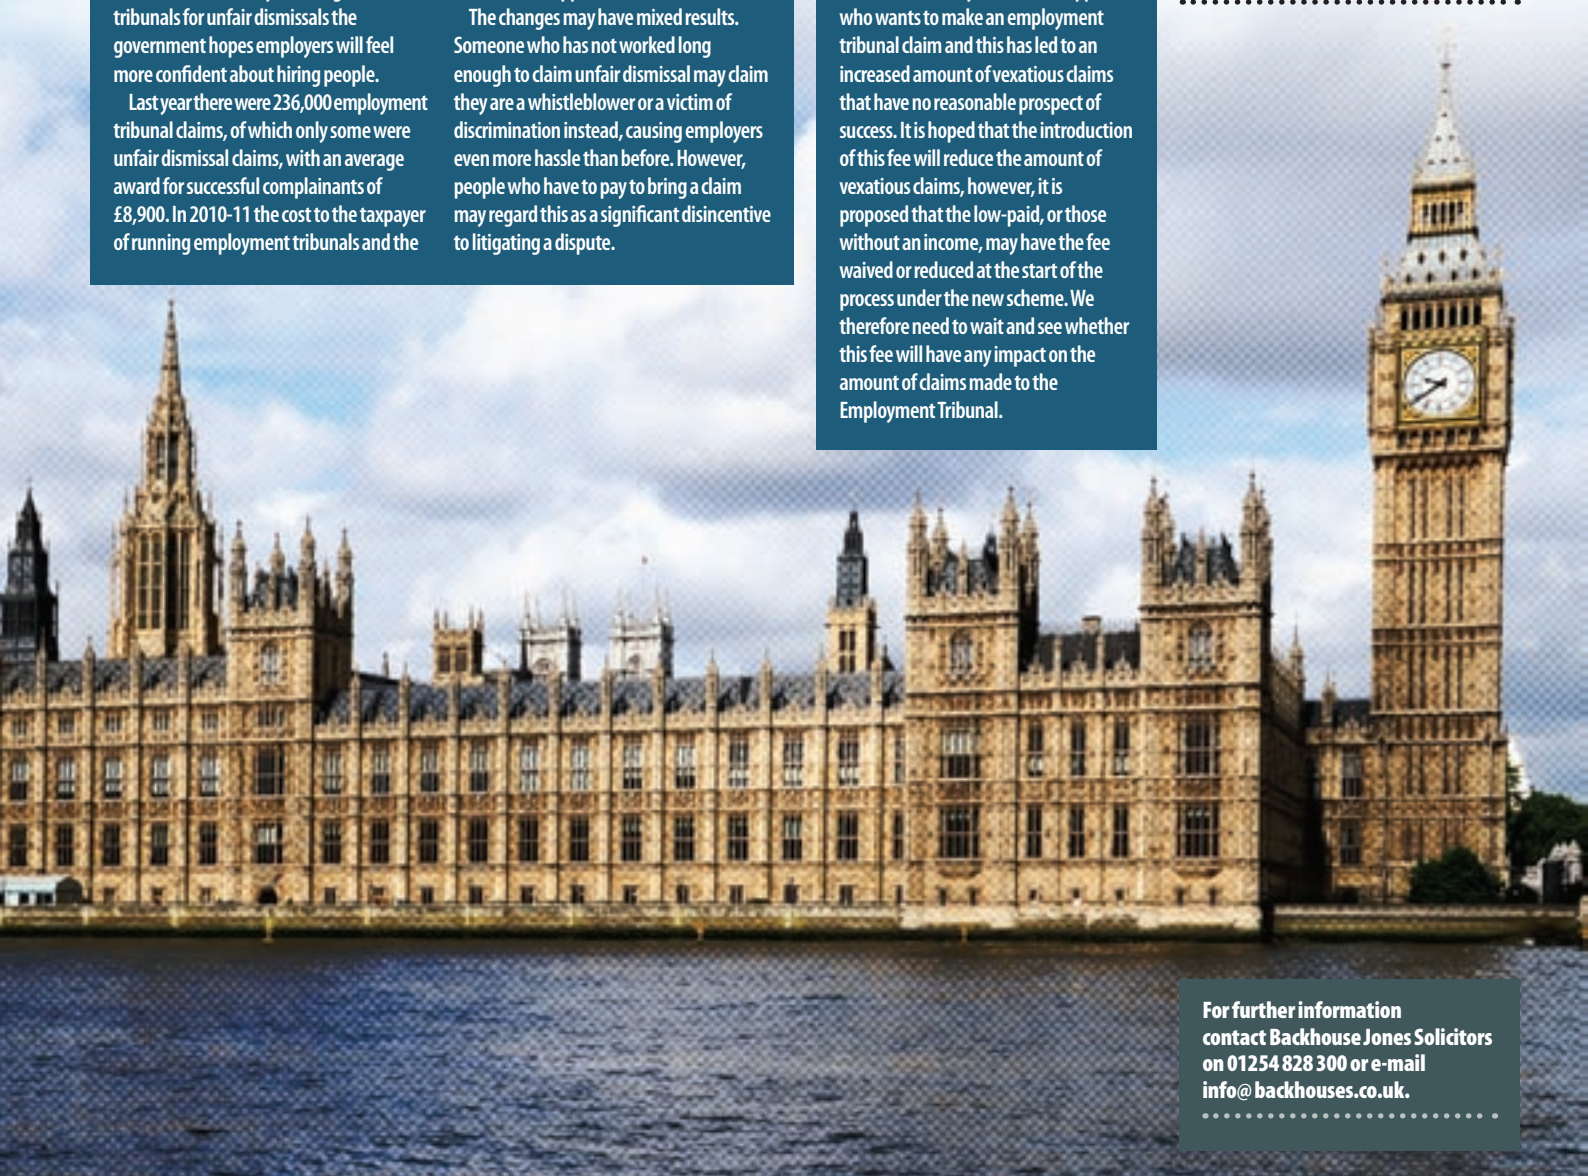 tribunals for unfair dismissals the
government hopes employers will feel
more confident about hiring people.
Last year there were 236,000 employment
tribunal claims, of which only some were
unfair dismissal claims, with an average
award for successful complainants of
£8,900. In 2010-11 the cost to the taxpayer
of running employment tribunals and the
The changes may have mixed results.
Someone who has not worked long
enough to claim unfair dismissal may claim
they are a whistleblower or a victim of
discrimination instead, causing employers
even more hassle than before. However,
people who have to pay to bring a claim
may regard this as a significant disincentive
to litigating a dispute.
who wants to make an employment
tribunal claim and this has led to an
increased amount of vexatious claims
that have no reasonable prospect of
success. It is hoped that the introduction
of this fee will reduce the amount of
vexatious claims, however, it is
proposed that the low-paid, or those
without an income, may have the fee
waived or reduced at the start of the
process under the new scheme. We
therefore need to wait and see whether
this fee will have any impact on the
amount of claims made to the
Employment Tribunal.
For further information
contact Backhouse Jones Solicitors
on 01254 828 300 or e-mail
info@backhouses.co.uk.